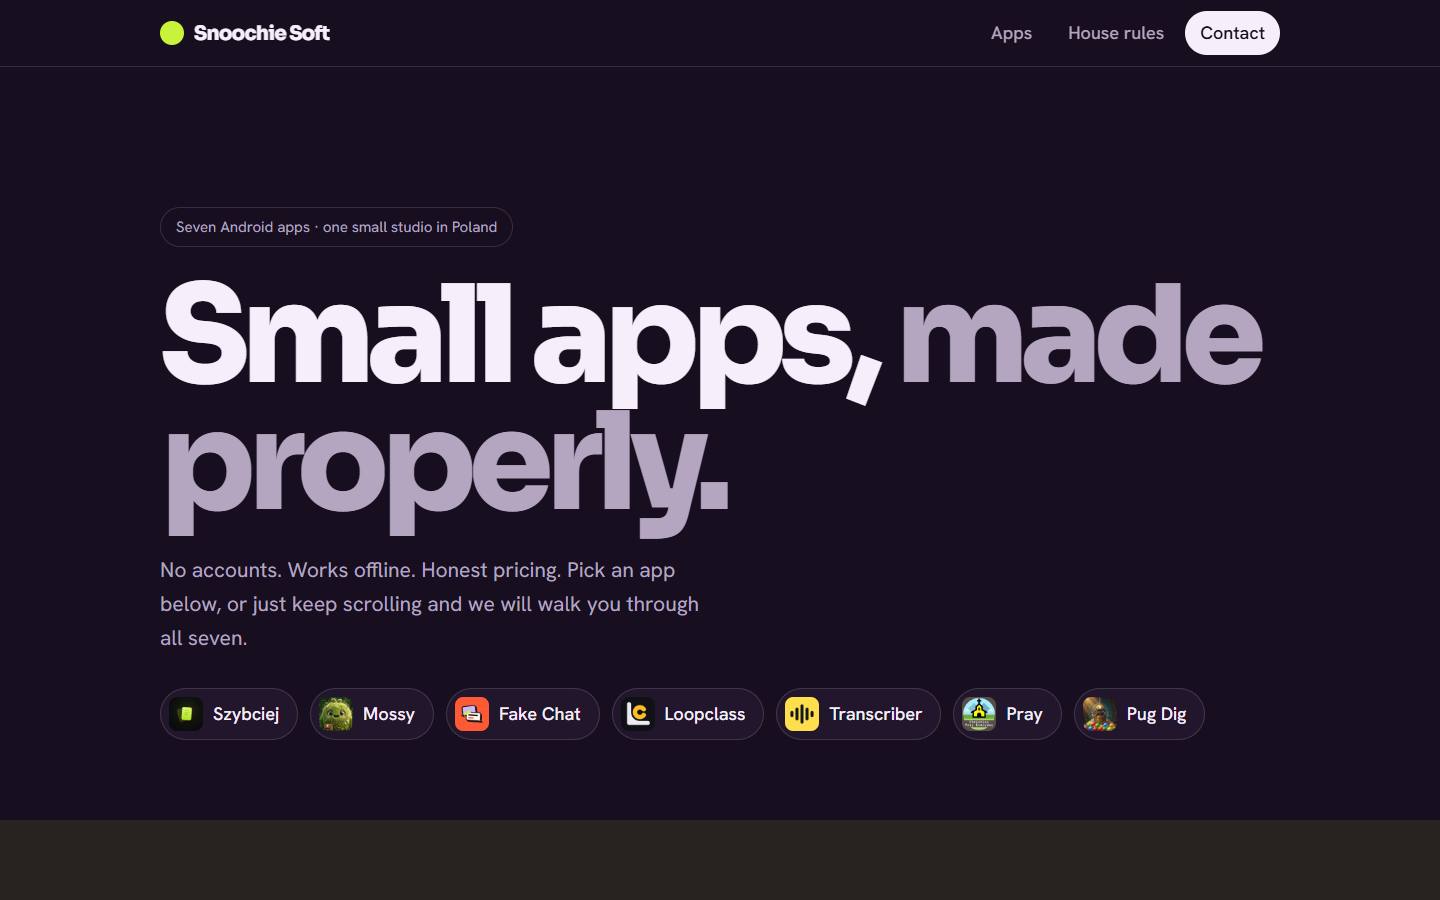 Snoochie Soft
Apps
House rules
Contact
Seven Android apps · one small studio in Poland
Small apps, made
properly.
No accounts. Works offline. Honest pricing. Pick an app
below, or just keep scrolling and we will walk you through
all seven.
Szybciej
Mossy
Fake Chat
Loopclass
Transcriber
Pray
Pug Dig